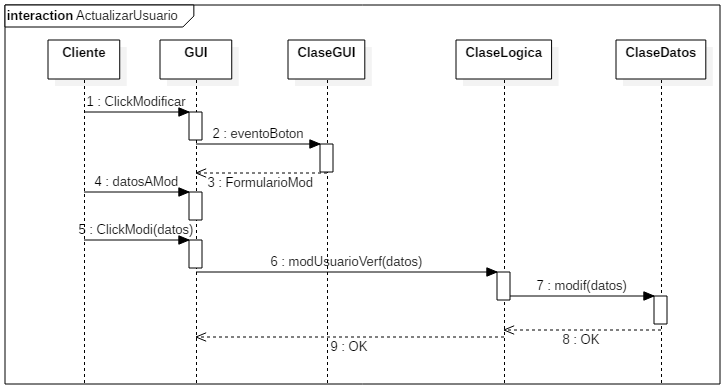 interaction ActualizarUsuario
Cliente
GUI
ClaseGUI
ClaseLogica
ClaseDatos
1 : ClickModificar
2 : eventoBoton
3 : FormularioMod
4 : datosAMod
5 : ClickModi(datos)
6 : modUsuarioVerf(datos)
7 : modif(datos)
8 : OK
9 : OK